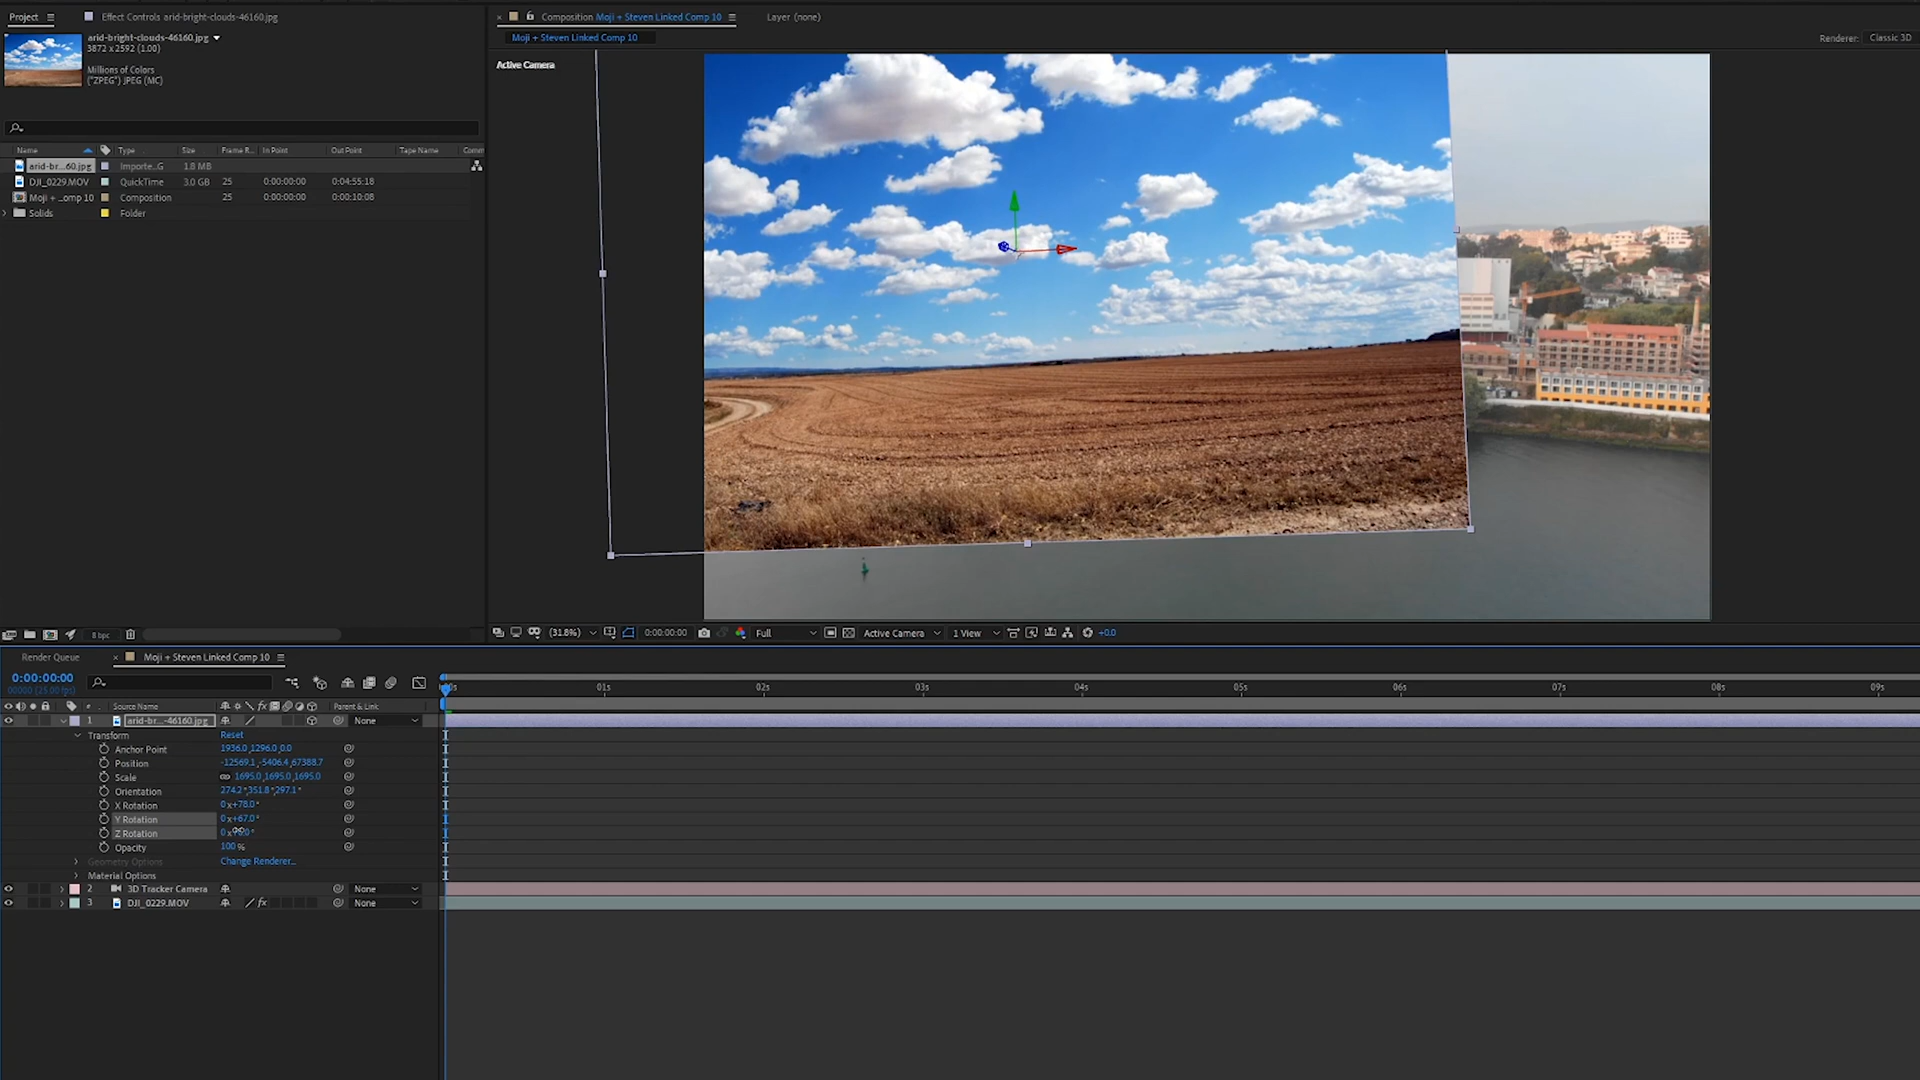 Project
Effect Controls arid-bright-clouds-46160.jpg
Composition Moji + Steven Linked Comp 10
Layer (none)
arid-bright-clouds-46160.jpg
3872 x 2592 (1.00)
Millions of Colors
("ZPEG") JPEG (MC)
Moji + Steven Linked Comp 10
Renderer: Classic 3D
Active Camera
Name Type Size Frame R... In Point Out Point Tape Name Comm
arid-br...60.jpg Importe..G 1.8 MB
DJI_0229.MOV QuickTime 3.0 GB 25 0:00:00:00 0:04:55:18
Moji + ..omp 10 Composition 25 0:00:00:00 0:00:10:08
Solids Folder
8 bpc
(31.8%) 0:00:00:00 Full Active Camera 1 View +0.0
Render Queue
Moji + Steven Linked Comp 10
0:00:00:00
00000 (25.00 fps)
01s 02s 03s 04s 05s 06s 07s 08s 09s
# Source Name fx Parent & Link
1 arid-br...-46160.jpg None
Transform Reset
Anchor Point 1936.0,1296.0,0.0
Position -12569.1,-5406.4,67388.7
Scale 1695.0,1695.0,1695.0
Orientation 274.2°,351.8°,297.1°
X Rotation 0x+78.0°
Y Rotation 0x+67.0°
Z Rotation
Opacity 100%
Geometry Options Change Renderer...
Material Options
2 3D Tracker Camera None
3 DJI_0229.MOV fx None